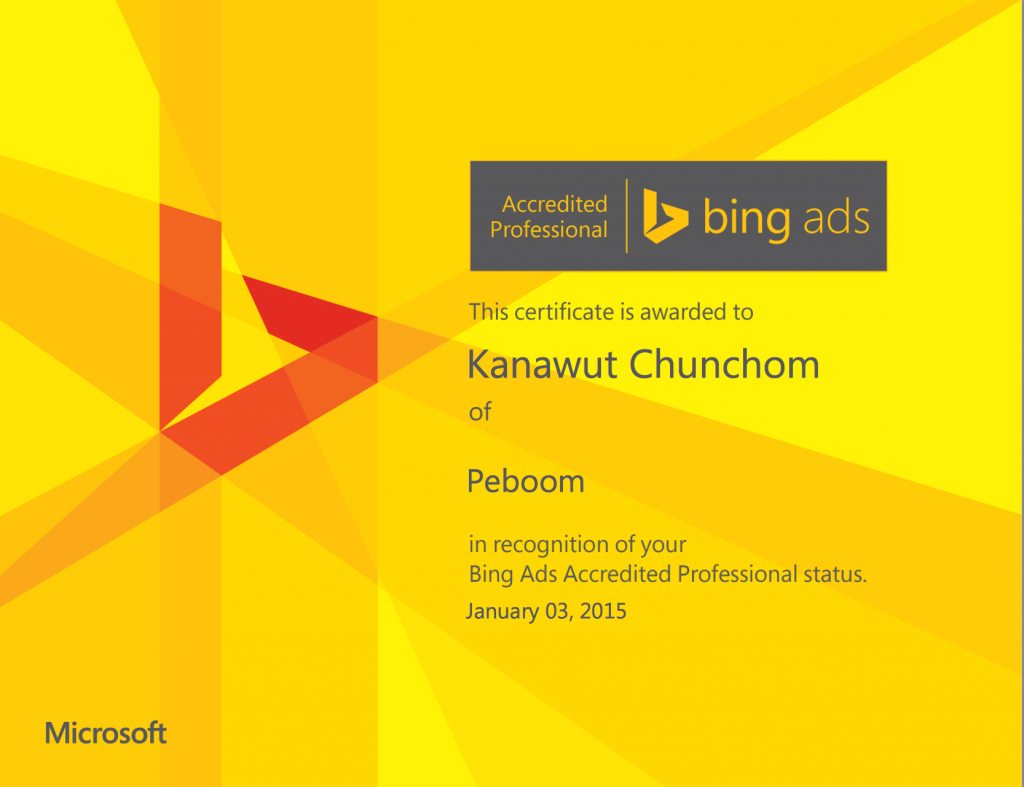 Accredited
Professional
bing ads
This certificate is awarded to
Kanawut Chunchom
of
Peboom
in recognition of your
Bing Ads Accredited Professional status.
January 03, 2015
Microsoft